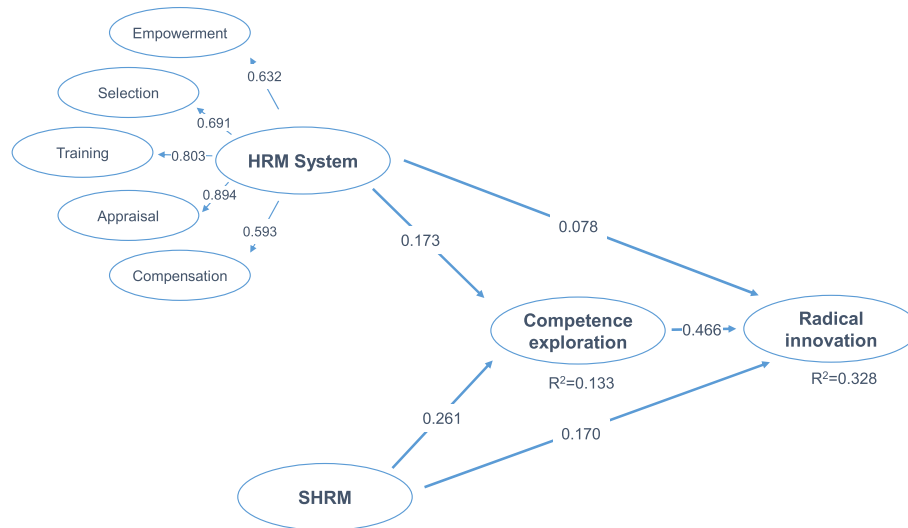 Empowerment
0.632
Selection
0.691
Training
0.803
HRM System
0.894
Appraisal
0.593
Compensation
0.078
0.173
Competence
exploration
0.466
Radical
innovation
R²=0.133
R²=0.328
0.261
0.170
SHRM